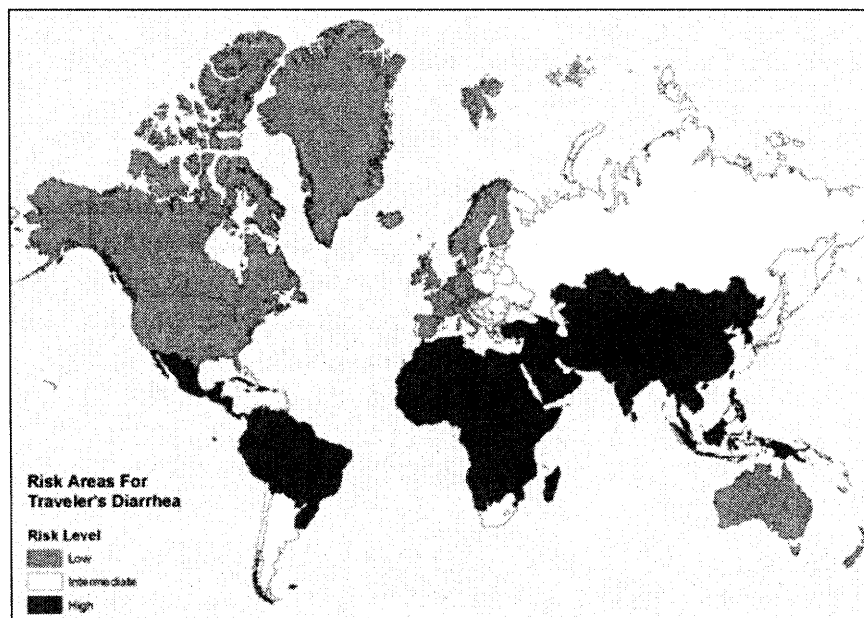 Risk Areas For
Traveler's Diarrhea
Risk Level
Low
Intermediate
High